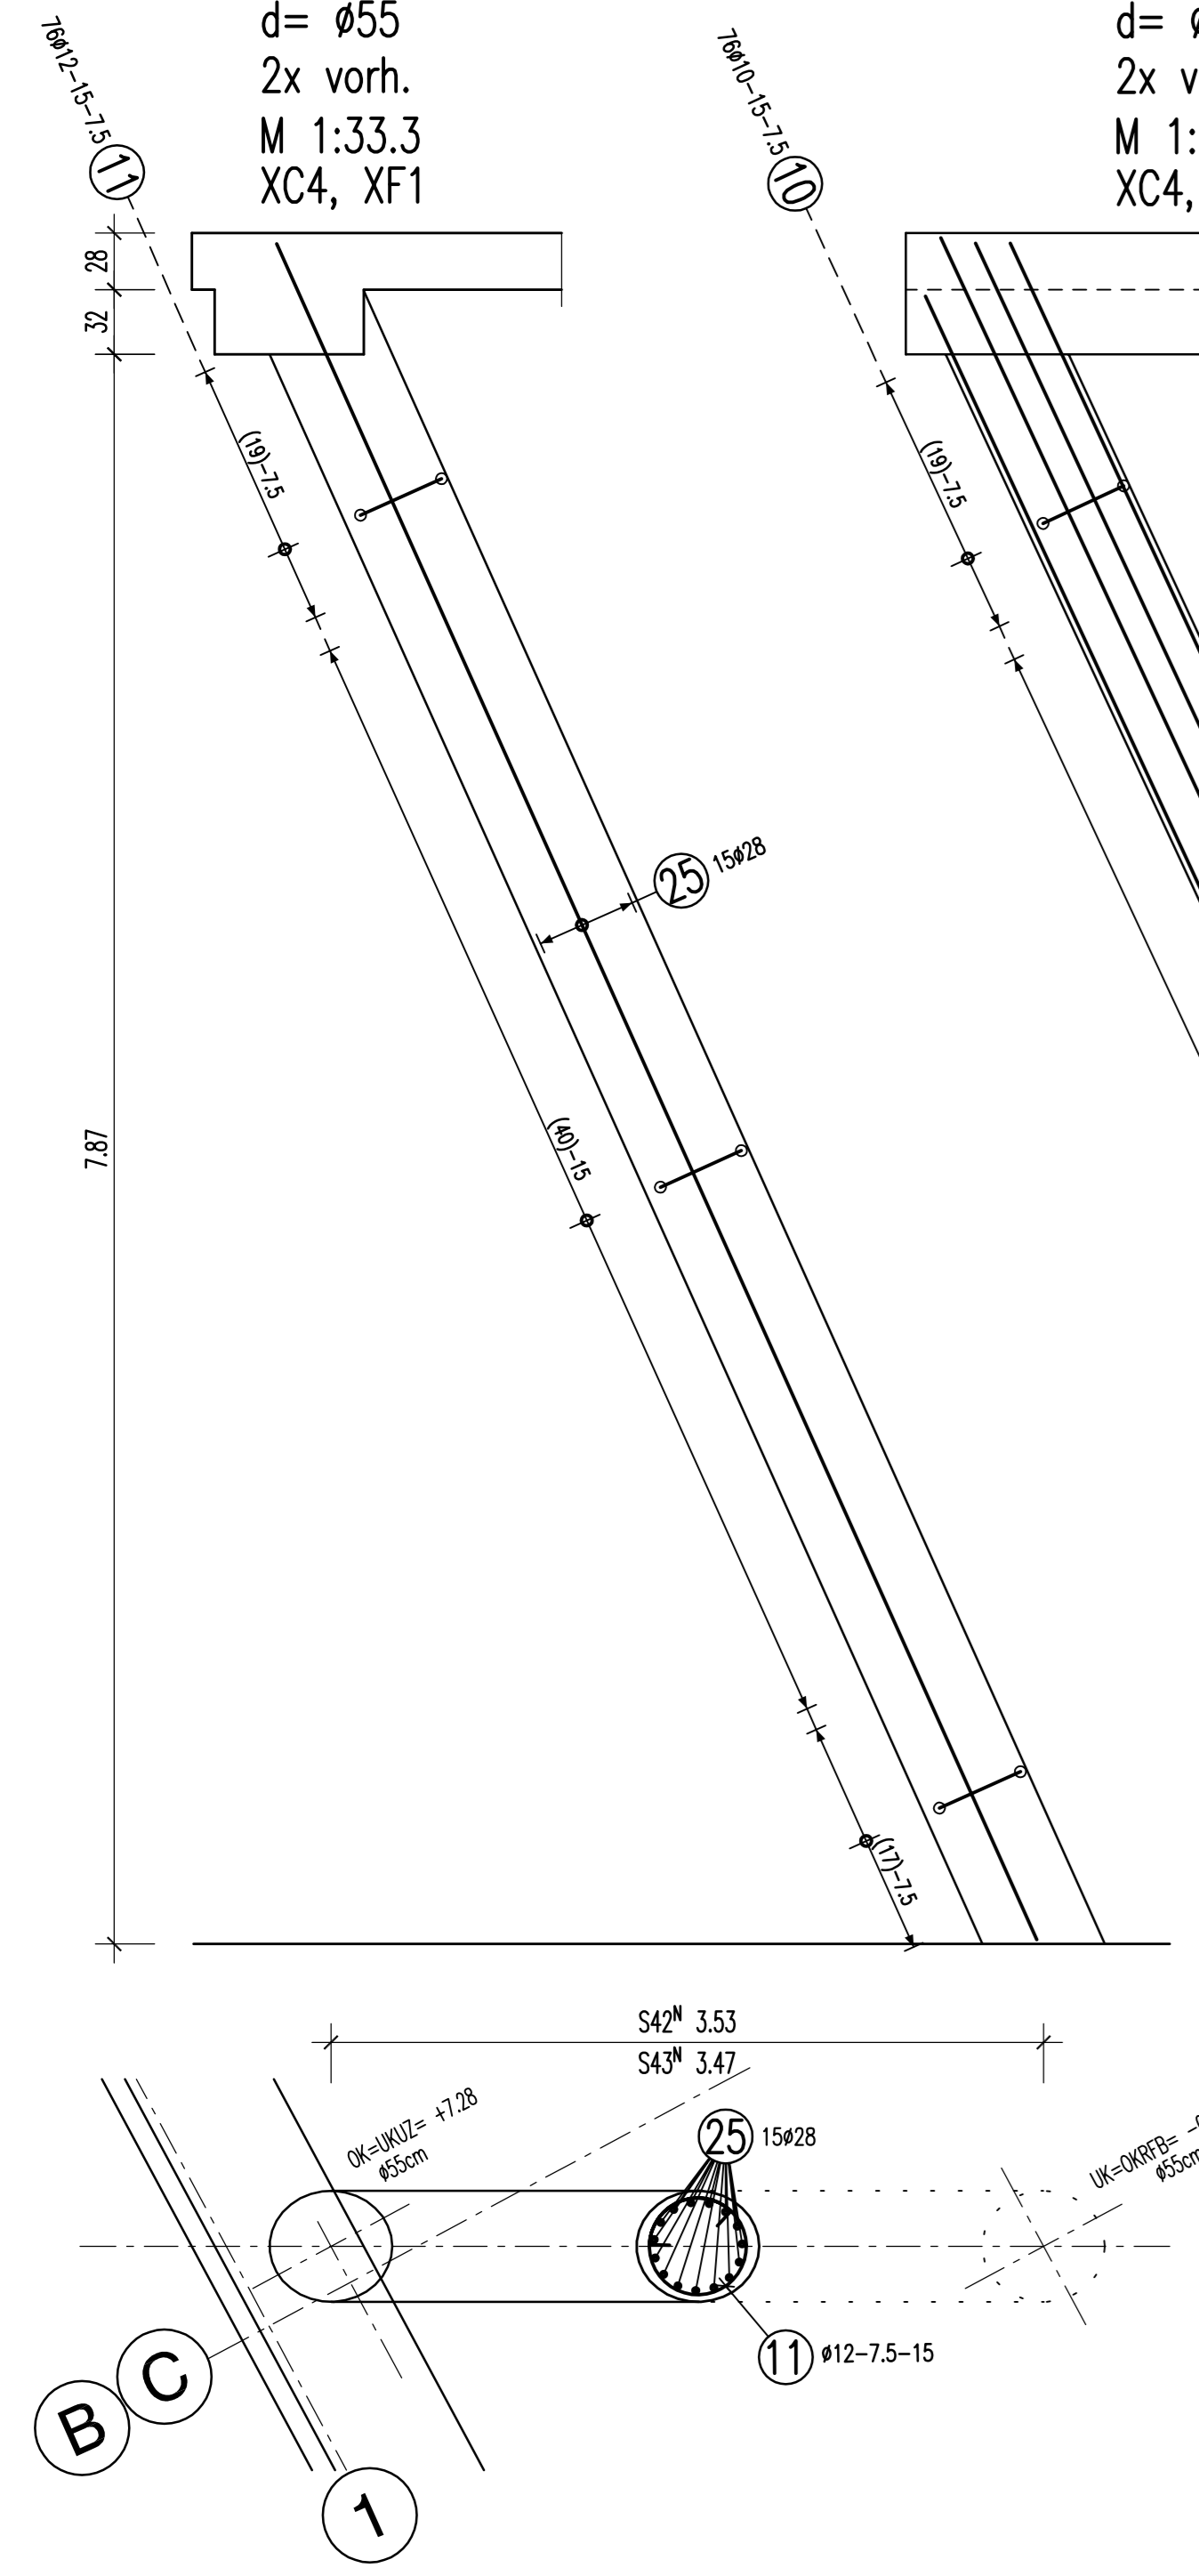 d= ø55
2x vorh.
M 1:33.3
XC4, XF1
76ø12-15-7.5
11
76ø10-15-7.5
10
d=
2x v
M 1:
XC4,
28
32
7.87
(19)-7.5
(19)-7.5
25 15ø28
(40)-15
(17)-7.5
S42ᴺ 3.53
S43ᴺ 3.47
OK=UKUZ= +7.28
ø55cm
25 15ø28
UK=OKRFB=
ø55cm
11 ø12-7.5-15
C
B
1